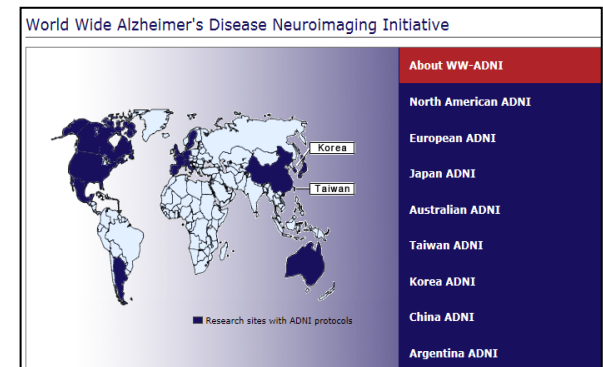 World Wide Alzheimer's Disease Neuroimaging Initiative
About WW-ADNI
North American ADNI
European ADNI
Japan ADNI
Australian ADNI
Taiwan ADNI
Korea ADNI
China ADNI
Argentina ADNI
Korea
Taiwan
Research sites with ADNI protocols